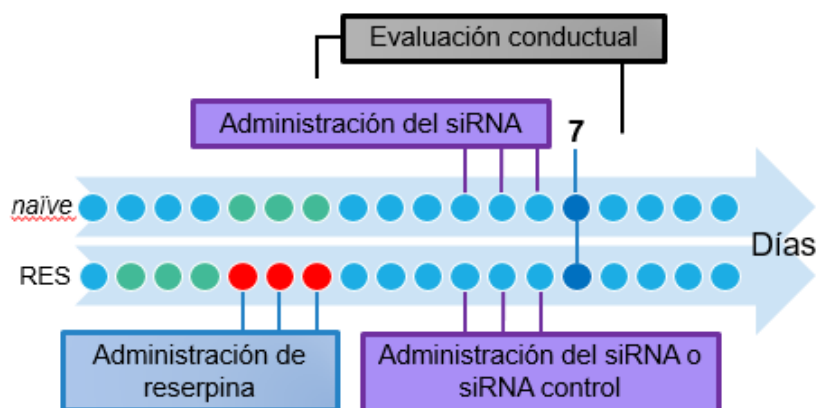 Evaluación conductual
Administración del siRNA
7
naïve
RES
Días
Administración de
reserpina
Administración del siRNA o
siRNA control